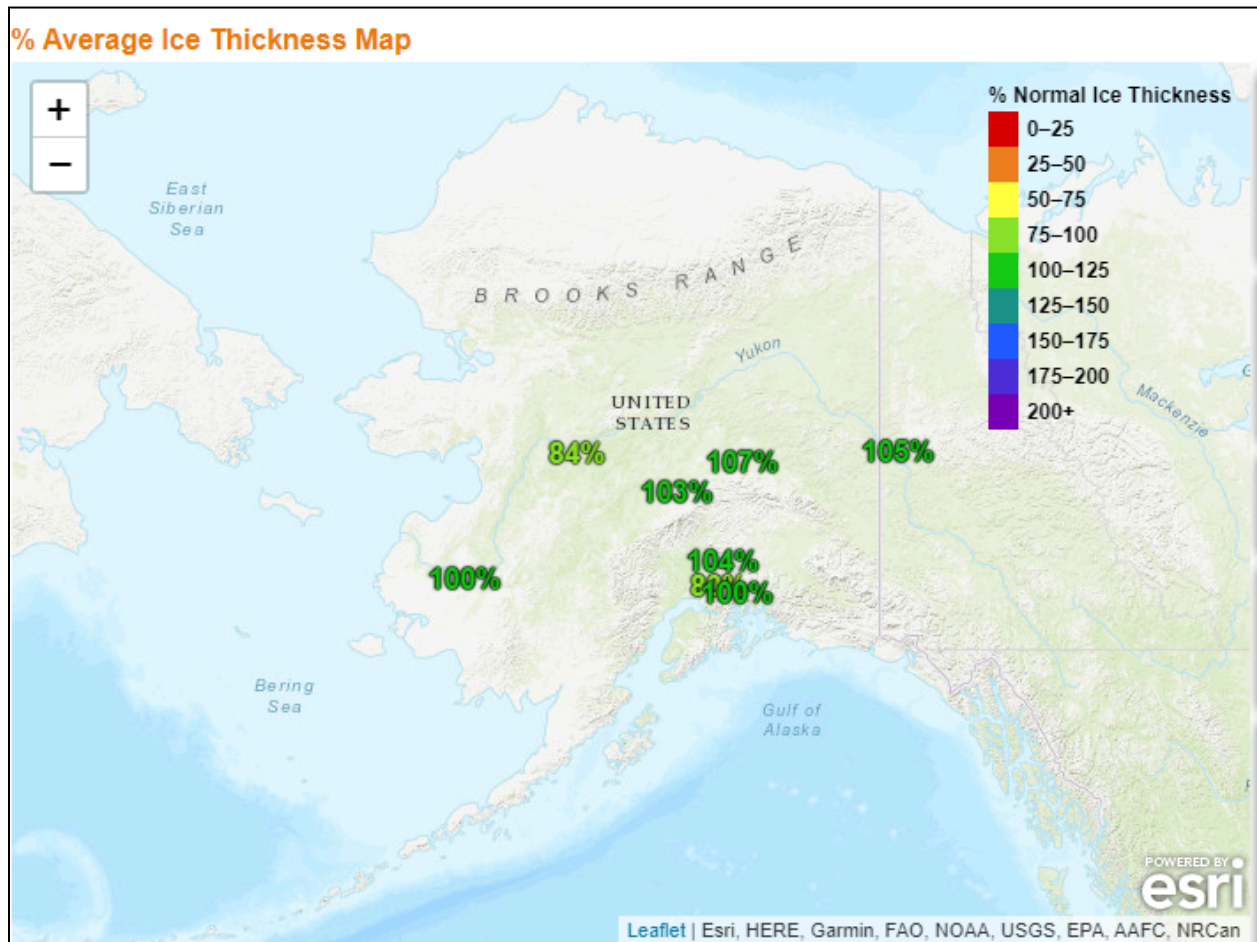 % Average Ice Thickness Map
+
−
% Normal Ice Thickness
0–25
25–50
50–75
75–100
100–125
125–150
150–175
175–200
200+
East
Siberian
Sea
BROOKS RANGE
Yukon
Mackenzie
UNITED
STATES
84%
107%
105%
103%
104%
100%
100%
Bering
Sea
Gulf of
Alaska
POWERED BY
esri
Leaflet | Esri, HERE, Garmin, FAO, NOAA, USGS, EPA, AAFC, NRCan